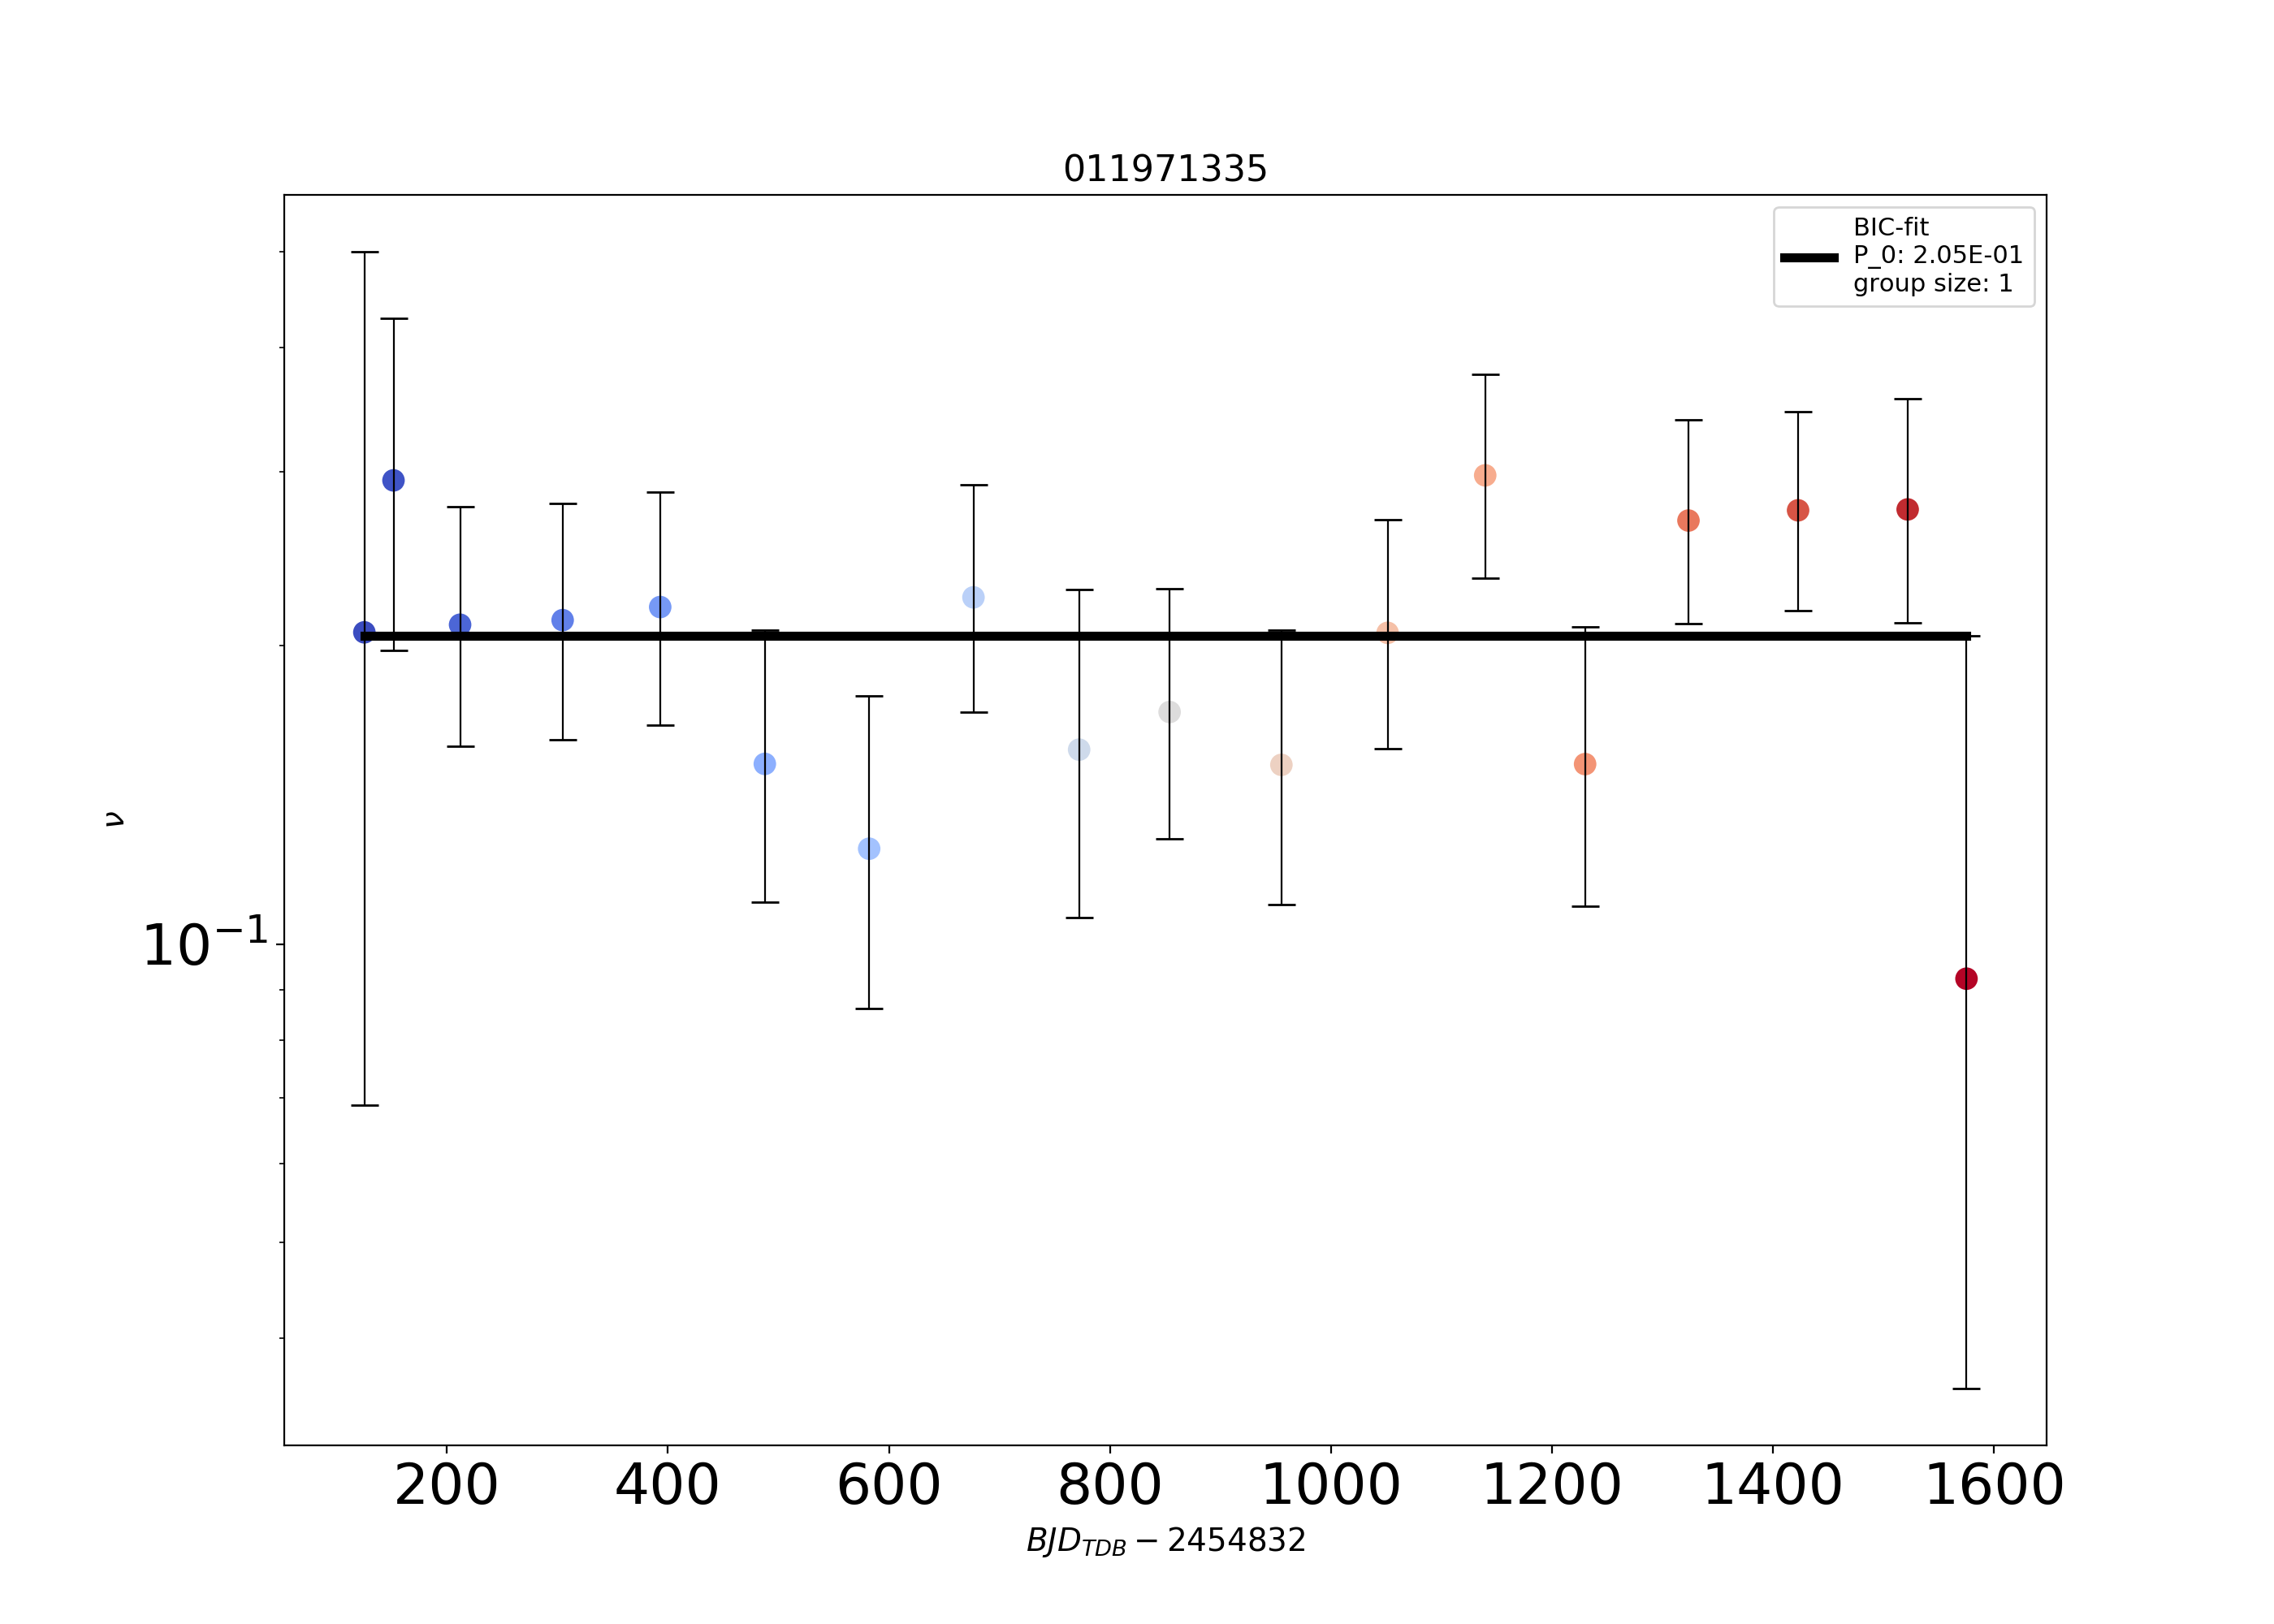 011971335
BIC-fit
P_0: 2.05E-01
group size: 1
ν
10⁻¹
200 400 600 800 1000 1200 1400 1600
BJD_TDB − 2454832